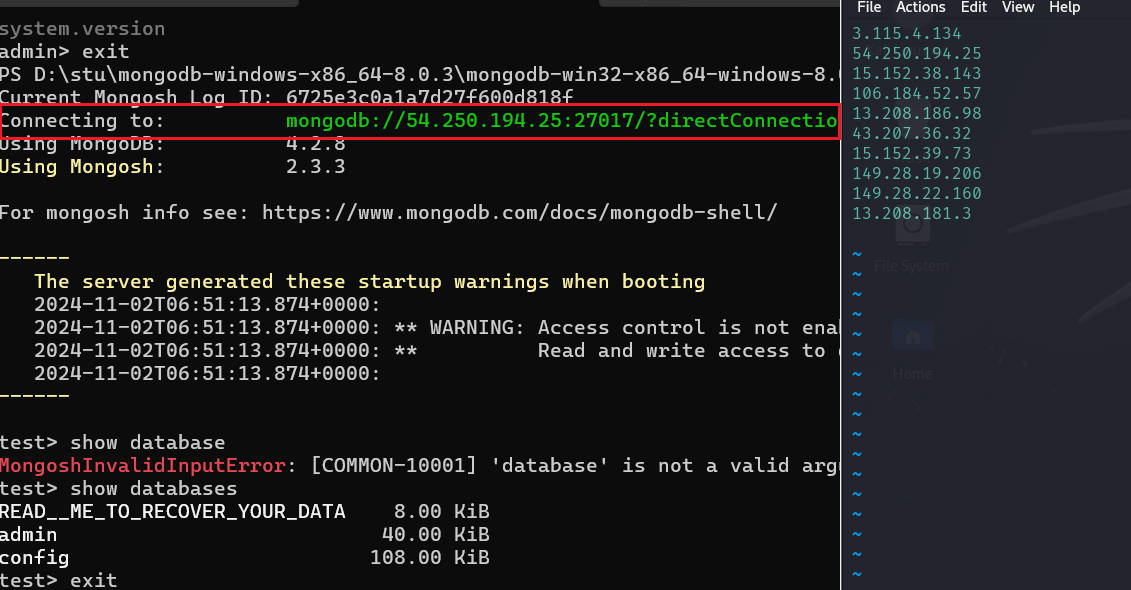 system.version
admin> exit
PS D:\stu\mongodb-windows-x86_64-8.0.3\mongodb-win32-x86_64-windows-8.0
Current Mongosh Log ID: 6725e3c0a1a7d27f600d818f
Connecting to: mongodb://54.250.194.25:27017/?directConnectio
Using MongoDB: 4.2.8
Using Mongosh: 2.3.3
For mongosh info see: https://www.mongodb.com/docs/mongodb-shell/
------
The server generated these startup warnings when booting
2024-11-02T06:51:13.874+0000:
2024-11-02T06:51:13.874+0000: ** WARNING: Access control is not ena
2024-11-02T06:51:13.874+0000: ** Read and write access to
2024-11-02T06:51:13.874+0000:
------
test> show database
MongoshInvalidInputError: [COMMON-10001] 'database' is not a valid arg
test> show databases
READ__ME_TO_RECOVER_YOUR_DATA 8.00 KiB
admin 40.00 KiB
config 108.00 KiB
test> exit
File Actions Edit View Help
3.115.4.134
54.250.194.25
15.152.38.143
106.184.52.57
13.208.186.98
43.207.36.32
15.152.39.73
149.28.19.206
149.28.22.160
13.208.181.3
~
~
File System
~
~
~
~
~
Home
~
~
~
~
~
~
~
~
~
~